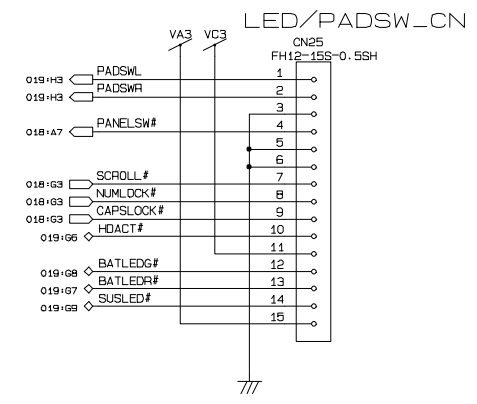 LED/PADSW_CN
VA3 VC3
CN25
FH12-15S-0.5SH
019:H3 PADSWL 1
019:H3 PADSWR 2
3
018:A7 PANELSW# 4
5
6
018:G3 SCROLL# 7
018:G3 NUMLOCK# 8
018:G3 CAPSLOCK# 9
019:G5 HDACT# 10
11
019:G8 BATLEDG# 12
019:G7 BATLEDR# 13
019:G9 SUSLED# 14
15